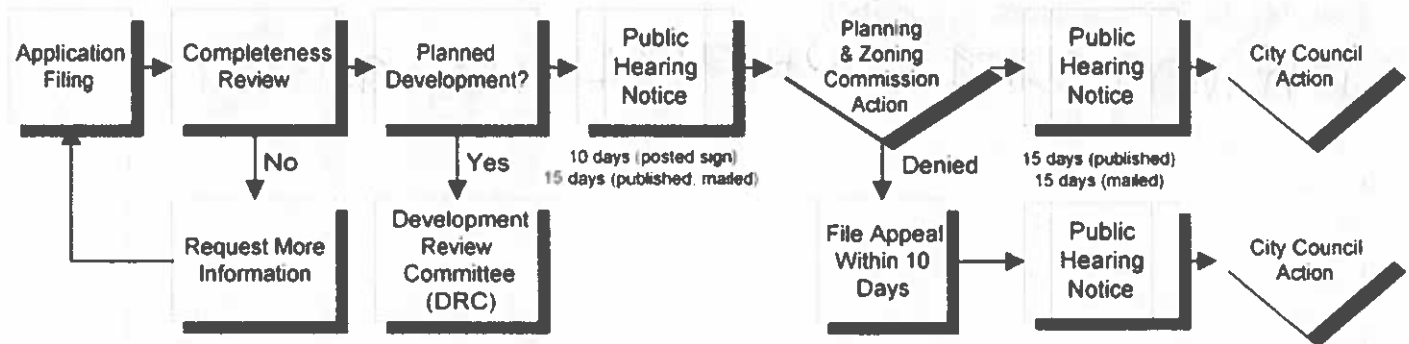 Application
Filing
Completeness
Review
Planned
Development?
Public
Hearing
Notice
Planning
& Zoning
Commission
Action
Public
Hearing
Notice
City Council
Action
No
Yes
10 days (posted sign)
15 days (published, mailed)
Denied
15 days (published)
15 days (mailed)
Request More
Information
Development
Review
Committee
(DRC)
File Appeal
Within 10
Days
Public
Hearing
Notice
City Council
Action